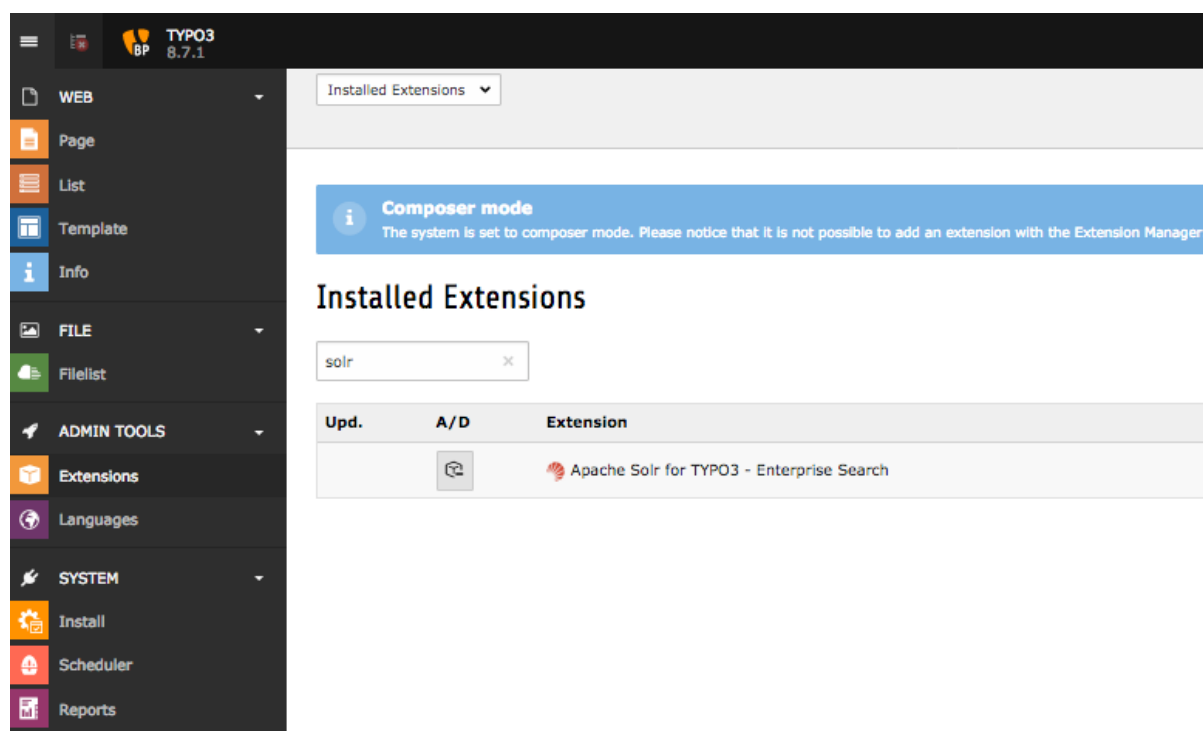 TYPO3
8.7.1
BP
WEB
Page
List
Template
Info
FILE
Filelist
ADMIN TOOLS
Extensions
Languages
SYSTEM
Install
Scheduler
Reports
Installed Extensions
Composer mode
The system is set to composer mode. Please notice that it is not possible to add an extension with the Extension Manager
Installed Extensions
solr
Upd. A/D Extension
Apache Solr for TYPO3 - Enterprise Search